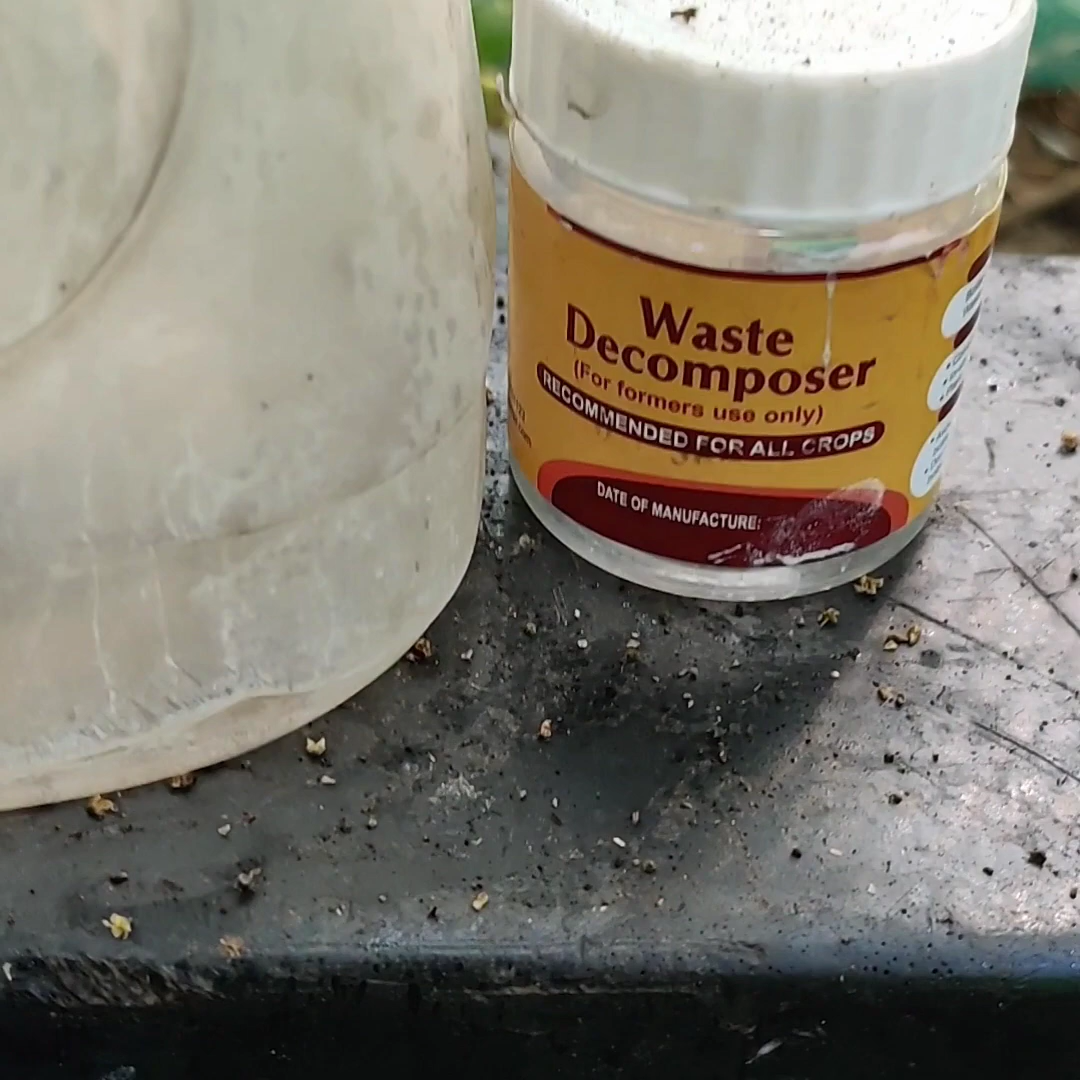 Waste
Decomposer
(For formers use only)
RECOMMENDED FOR ALL CROPS
DATE OF MANUFACTURE: